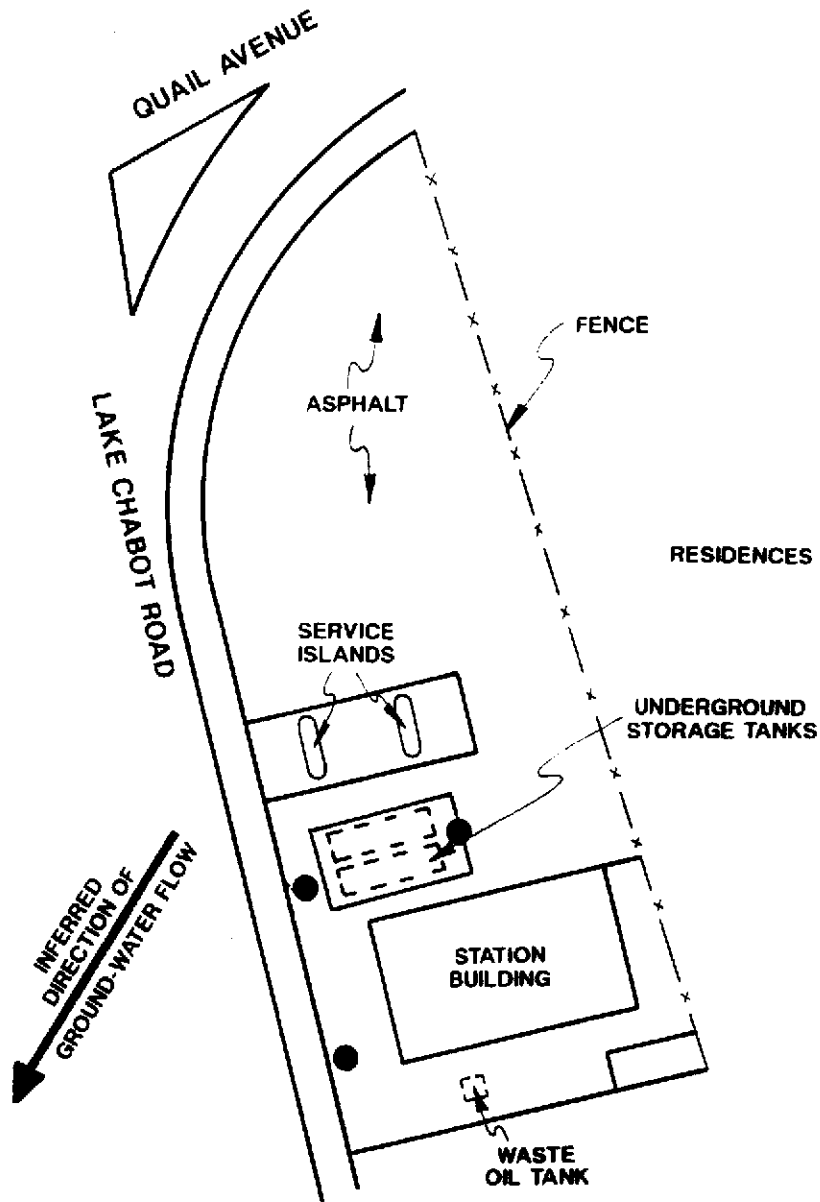 QUAIL AVENUE
FENCE
ASPHALT
LAKE CHABOT ROAD
RESIDENCES
SERVICE
ISLANDS
UNDERGROUND
STORAGE TANKS
INFERRED
DIRECTION OF
GROUND-WATER FLOW
STATION
BUILDING
WASTE
OIL TANK